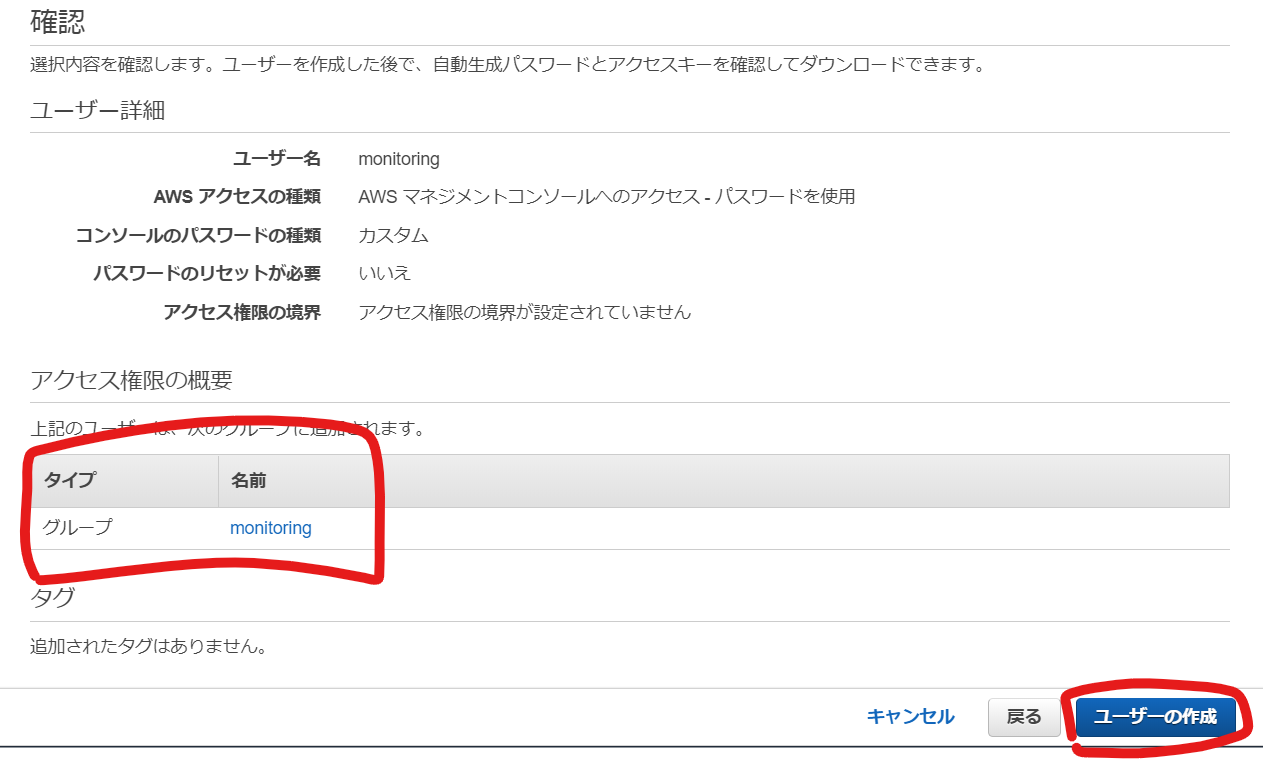 確認
選択内容を確認します。ユーザーを作成した後で、自動生成パスワードとアクセスキーを確認してダウンロードできます。
ユーザー詳細
ユーザー名 monitoring
AWS アクセスの種類 AWS マネジメントコンソールへのアクセス - パスワードを使用
コンソールのパスワードの種類 カスタム
パスワードのリセットが必要 いいえ
アクセス権限の境界 アクセス権限の境界が設定されていません
アクセス権限の概要
上記のユーザーは、次のグループに追加されます。
タイプ 名前
グループ monitoring
タグ
追加されたタグはありません。
キャンセル 戻る ユーザーの作成